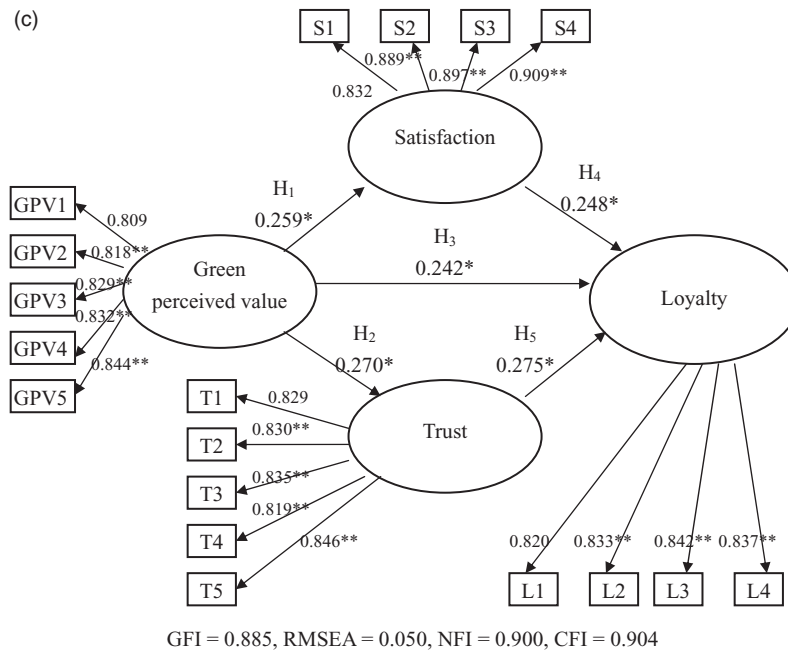 (c)
S1 S2 S3 S4
0.889** 0.897** 0.909**
0.832
Satisfaction
H₁
0.259*
H₄
0.248*
GPV1
GPV2
GPV3
GPV4
GPV5
0.809
0.818**
0.829**
0.832**
0.844**
Green
perceived value
H₃
0.242*
Loyalty
H₂
0.270*
H₅
0.275*
T1
T2
T3
T4
T5
0.829
0.830**
0.835**
0.819**
0.846**
Trust
0.820 0.833** 0.842** 0.837**
L1 L2 L3 L4
GFI = 0.885, RMSEA = 0.050, NFI = 0.900, CFI = 0.904